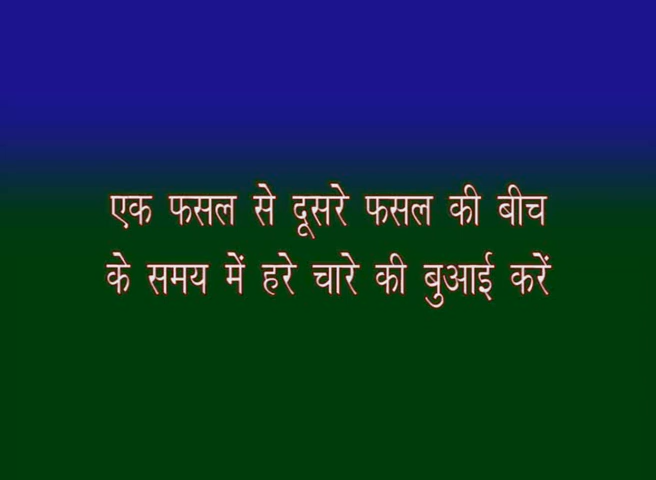 एक फसल से दूसरे फसल की बीच
के समय में हरे चारे की बुआई करें